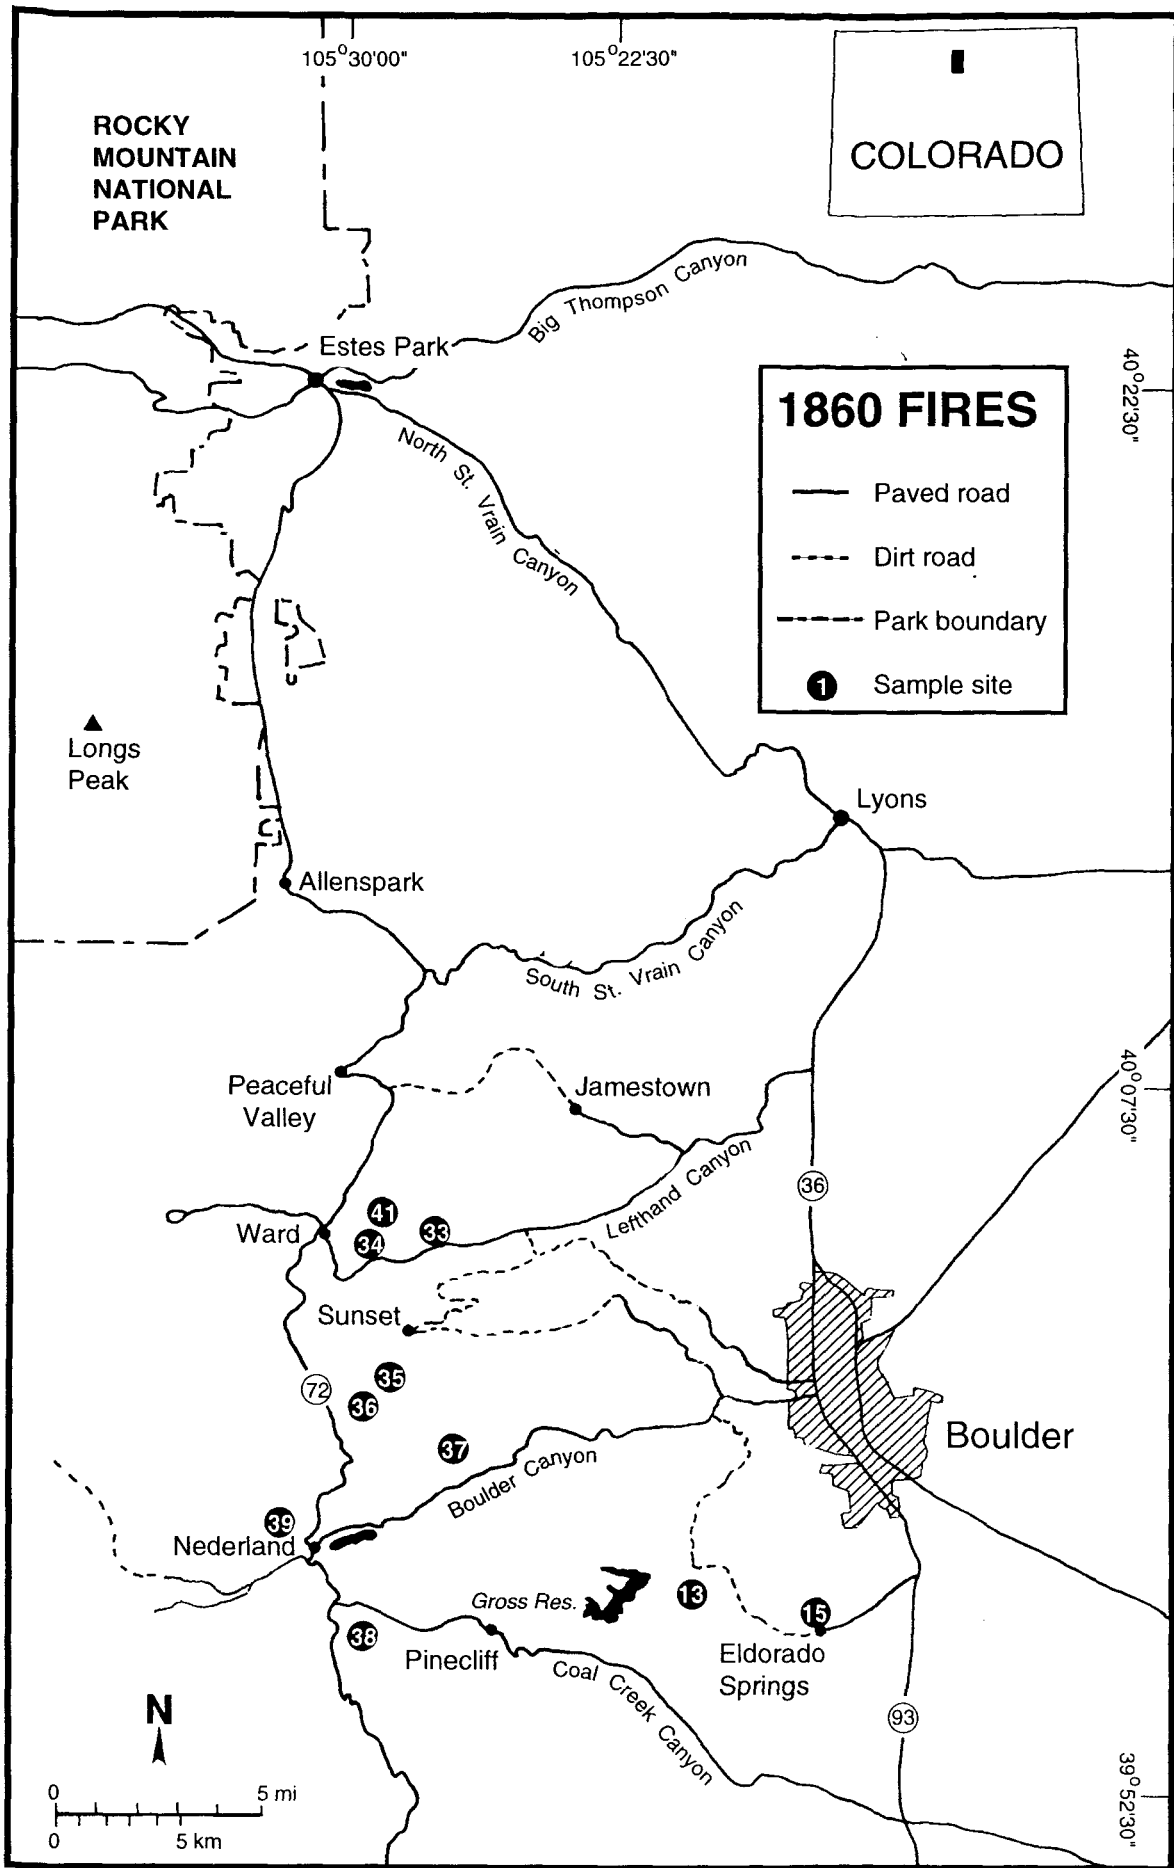 105°30'00"
105°22'30"
ROCKY
MOUNTAIN
NATIONAL
PARK
COLORADO
Big Thompson Canyon
Estes Park
40°22'30"
1860 FIRES
Paved road
Dirt road
Park boundary
1
Sample site
North St. Vrain Canyon
Longs
Peak
Lyons
Allenspark
South St. Vrain Canyon
40°07'30"
Peaceful
Valley
Jamestown
Lefthand Canyon
36
41
33
Ward
34
Sunset
72
35
36
37
Boulder
Boulder Canyon
39
Nederland
Gross Res.
13
15
38
Pinecliff
Eldorado
Springs
Coal Creek Canyon
93
N
39°52'30"
0
5 mi
0
5 km